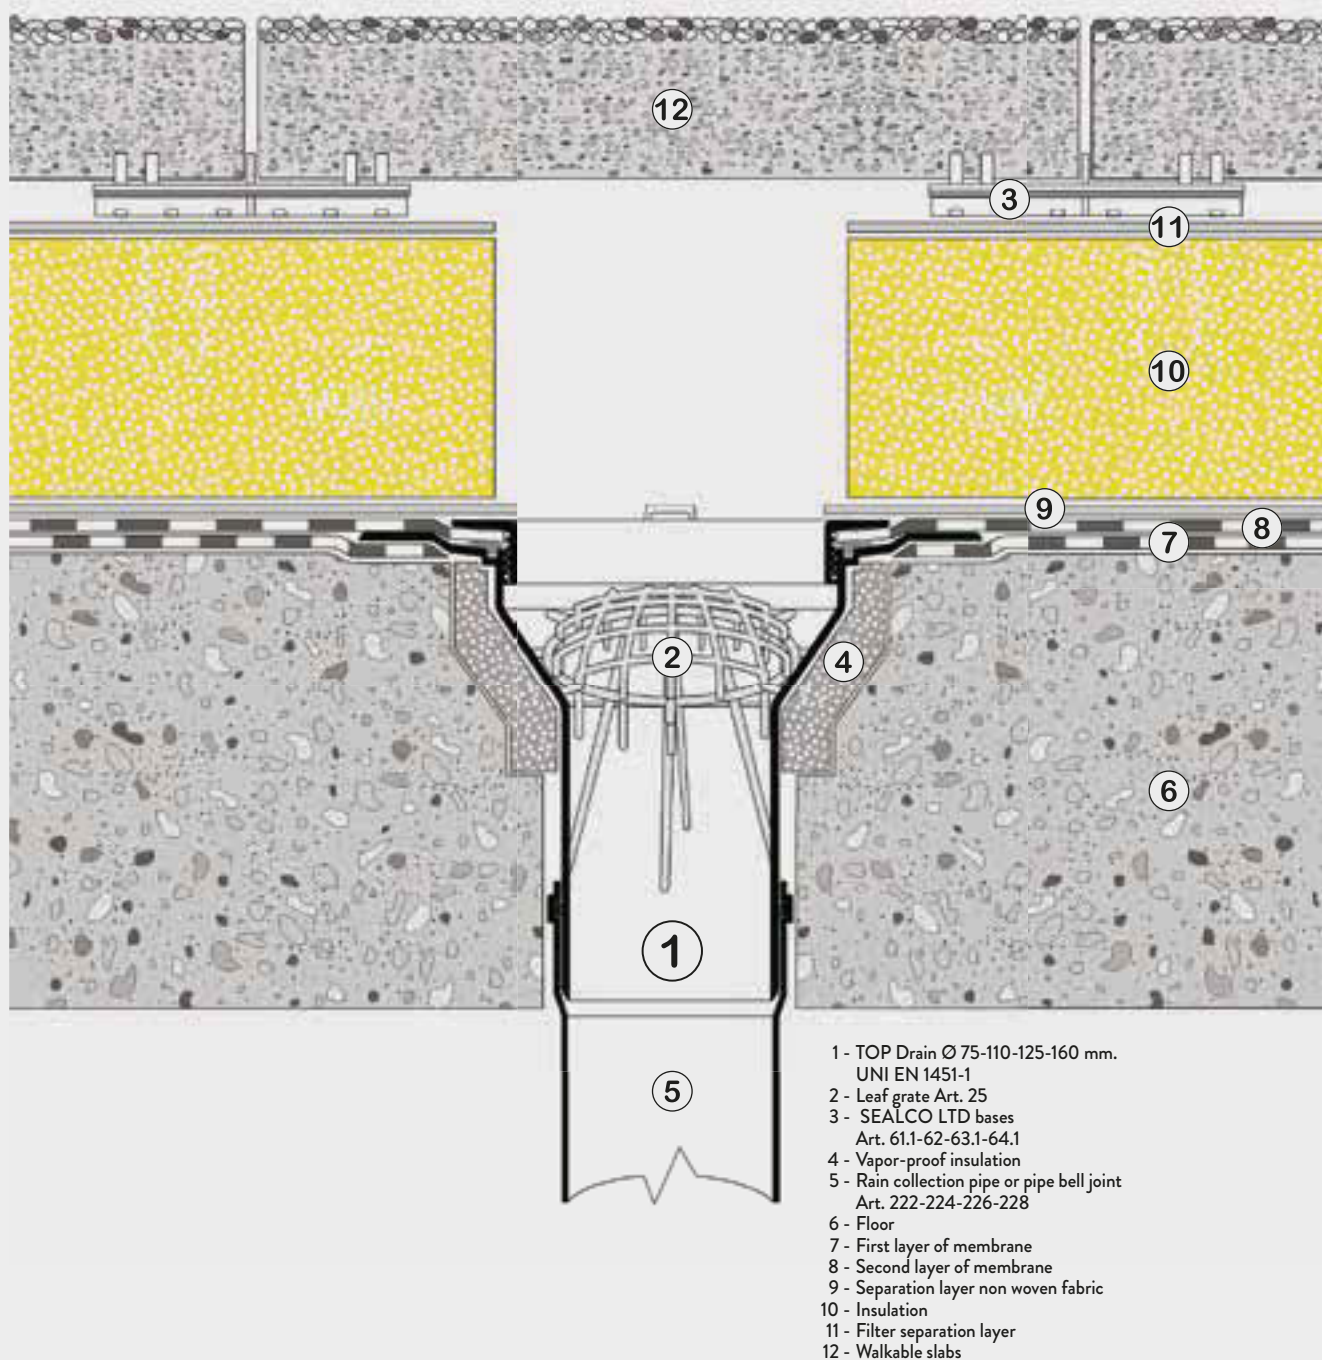 12
3
11
10
9
8
7
2
4
6
1
5
1 - TOP Drain Ø 75-110-125-160 mm.
UNI EN 1451-1
2 - Leaf grate Art. 25
3 - SEALCO LTD bases
Art. 61.1-62-63.1-64.1
4 - Vapor-proof insulation
5 - Rain collection pipe or pipe bell joint
Art. 222-224-226-228
6 - Floor
7 - First layer of membrane
8 - Second layer of membrane
9 - Separation layer non woven fabric
10 - Insulation
11 - Filter separation layer
12 - Walkable slabs